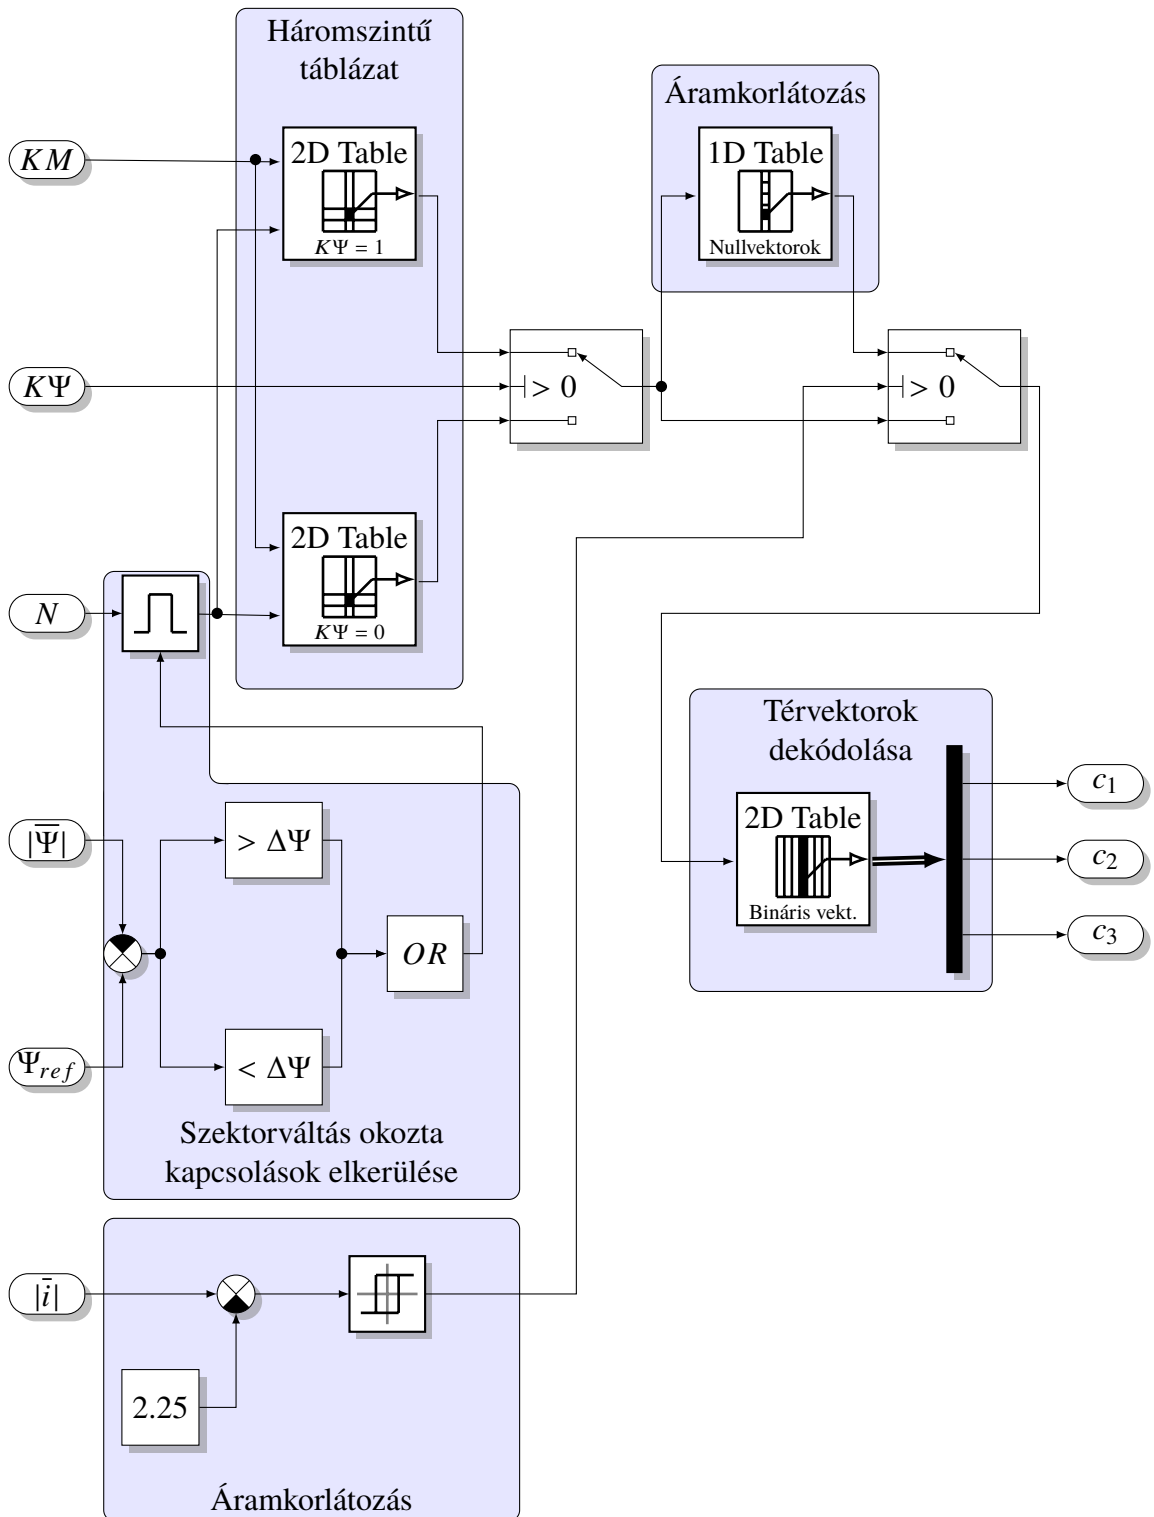 Háromszintű
táblázat
Áramkorlátozás
KM
2D Table
KΨ = 1
1D Table
Nullvektorok
KΨ
> 0
> 0
2D Table
KΨ = 0
N
Térvektorok
dekódolása
|Ψ̅|
> ΔΨ
2D Table
Bináris vekt.
c₁
c₂
c₃
OR
Ψ_ref
< ΔΨ
Szektorváltás okozta
kapcsolások elkerülése
|i̅|
2.25
Áramkorlátozás